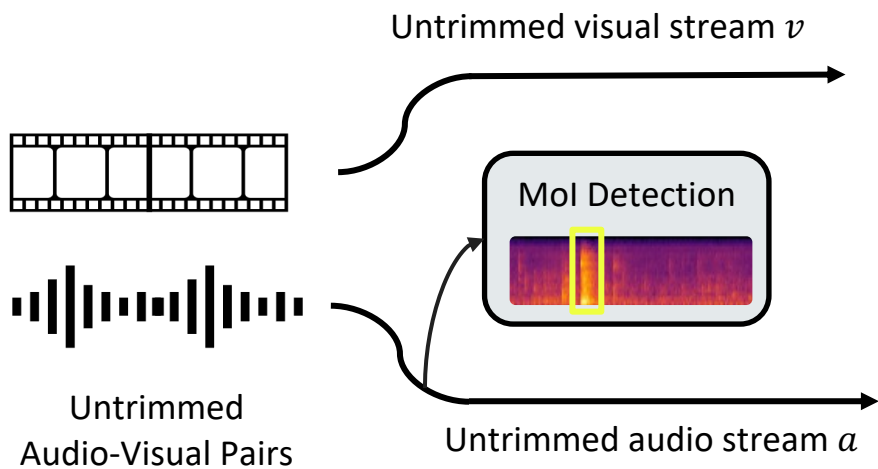 Untrimmed visual stream v
MoI Detection
Untrimmed
Audio-Visual Pairs
Untrimmed audio stream a